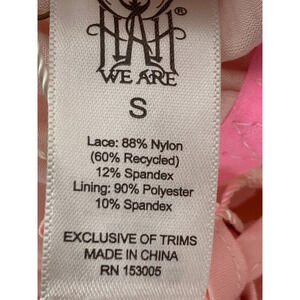 HAH®
WE ARE
S
Lace: 88% Nylon
(60% Recycled)
12% Spandex
Lining: 90% Polyester
10% Spandex
EXCLUSIVE OF TRIMS
MADE IN CHINA
RN 153005